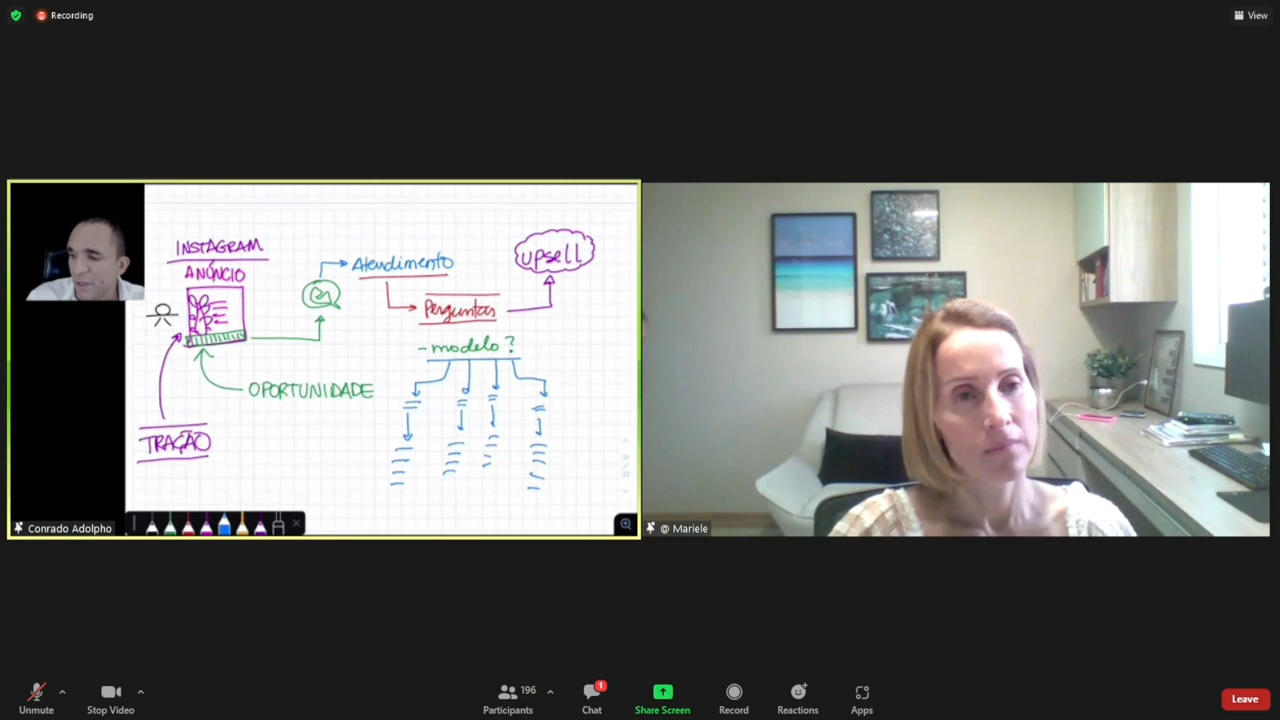 Recording
View
INSTAGRAM
ANÚNCIO
Atendimento
upsell
Perguntas
- modelo ?
OPORTUNIDADE
TRAÇÃO
Conrado Adolpho
@ Mariele
Unmute
Stop Video
196
Participants
1
Chat
Share Screen
Record
Reactions
Apps
Leave